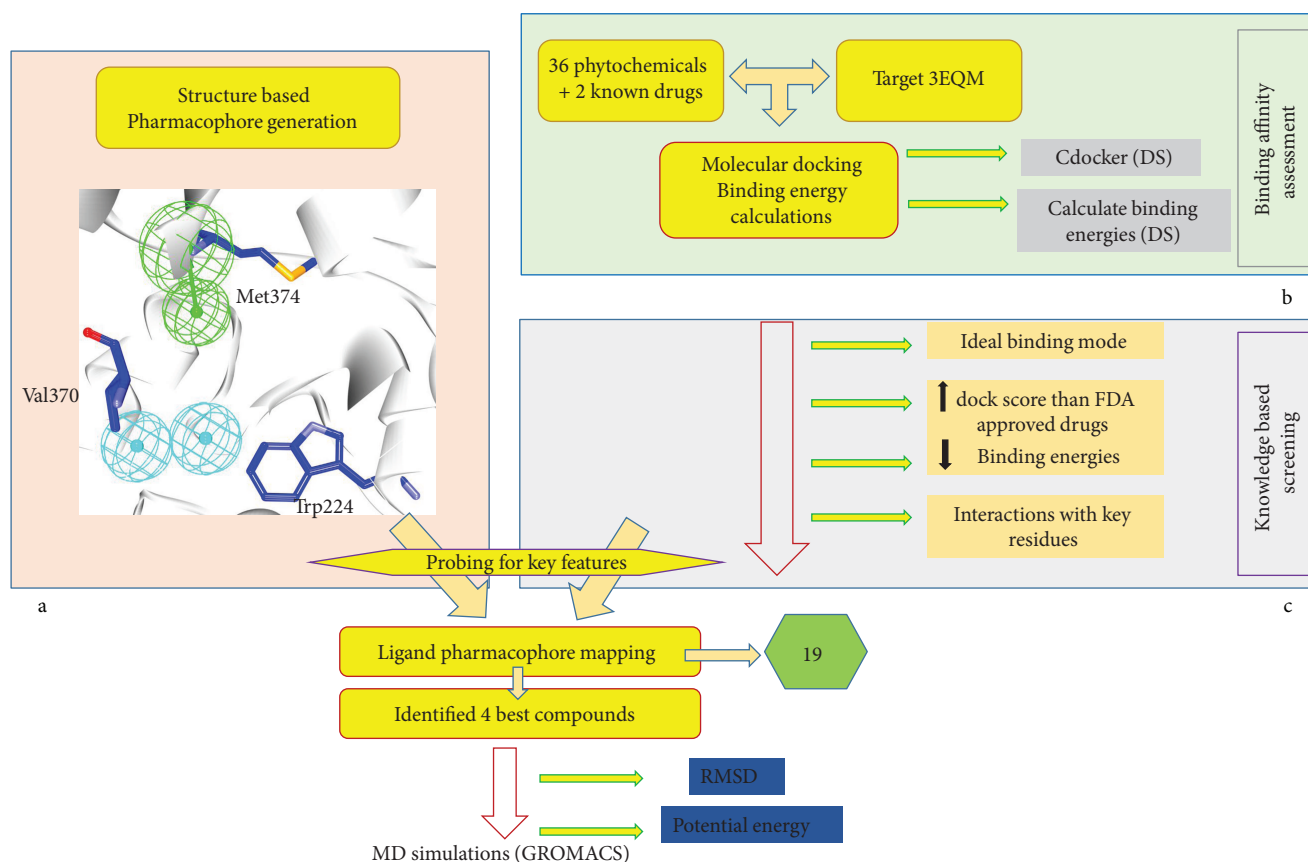 Structure based
Pharmacophore generation
Met374
Val370
Trp224
a
36 phytochemicals
+ 2 known drugs
Target 3EQM
Molecular docking
Binding energy
calculations
Cdocker (DS)
Calculate binding
energies (DS)
Binding affinity
assessment
b
Ideal binding mode
dock score than FDA
approved drugs
Binding energies
Interactions with key
residues
Knowledge based
screening
c
Probing for key features
Ligand pharmacophore mapping
19
Identified 4 best compounds
RMSD
Potential energy
MD simulations (GROMACS)